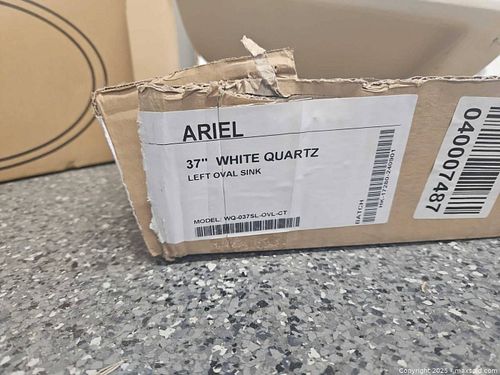 ARIEL
37" WHITE QUARTZ
LEFT OVAL SINK
MODEL: WQ-037SL-OVL-CT
BATCH
040007487
Copyright 2025 - maxsold.com